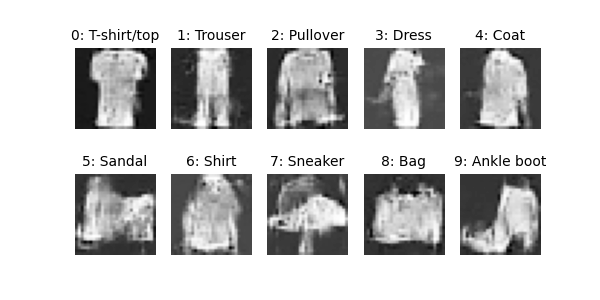 0: T-shirt/top
1: Trouser
2: Pullover
3: Dress
4: Coat
5: Sandal
6: Shirt
7: Sneaker
8: Bag
9: Ankle boot